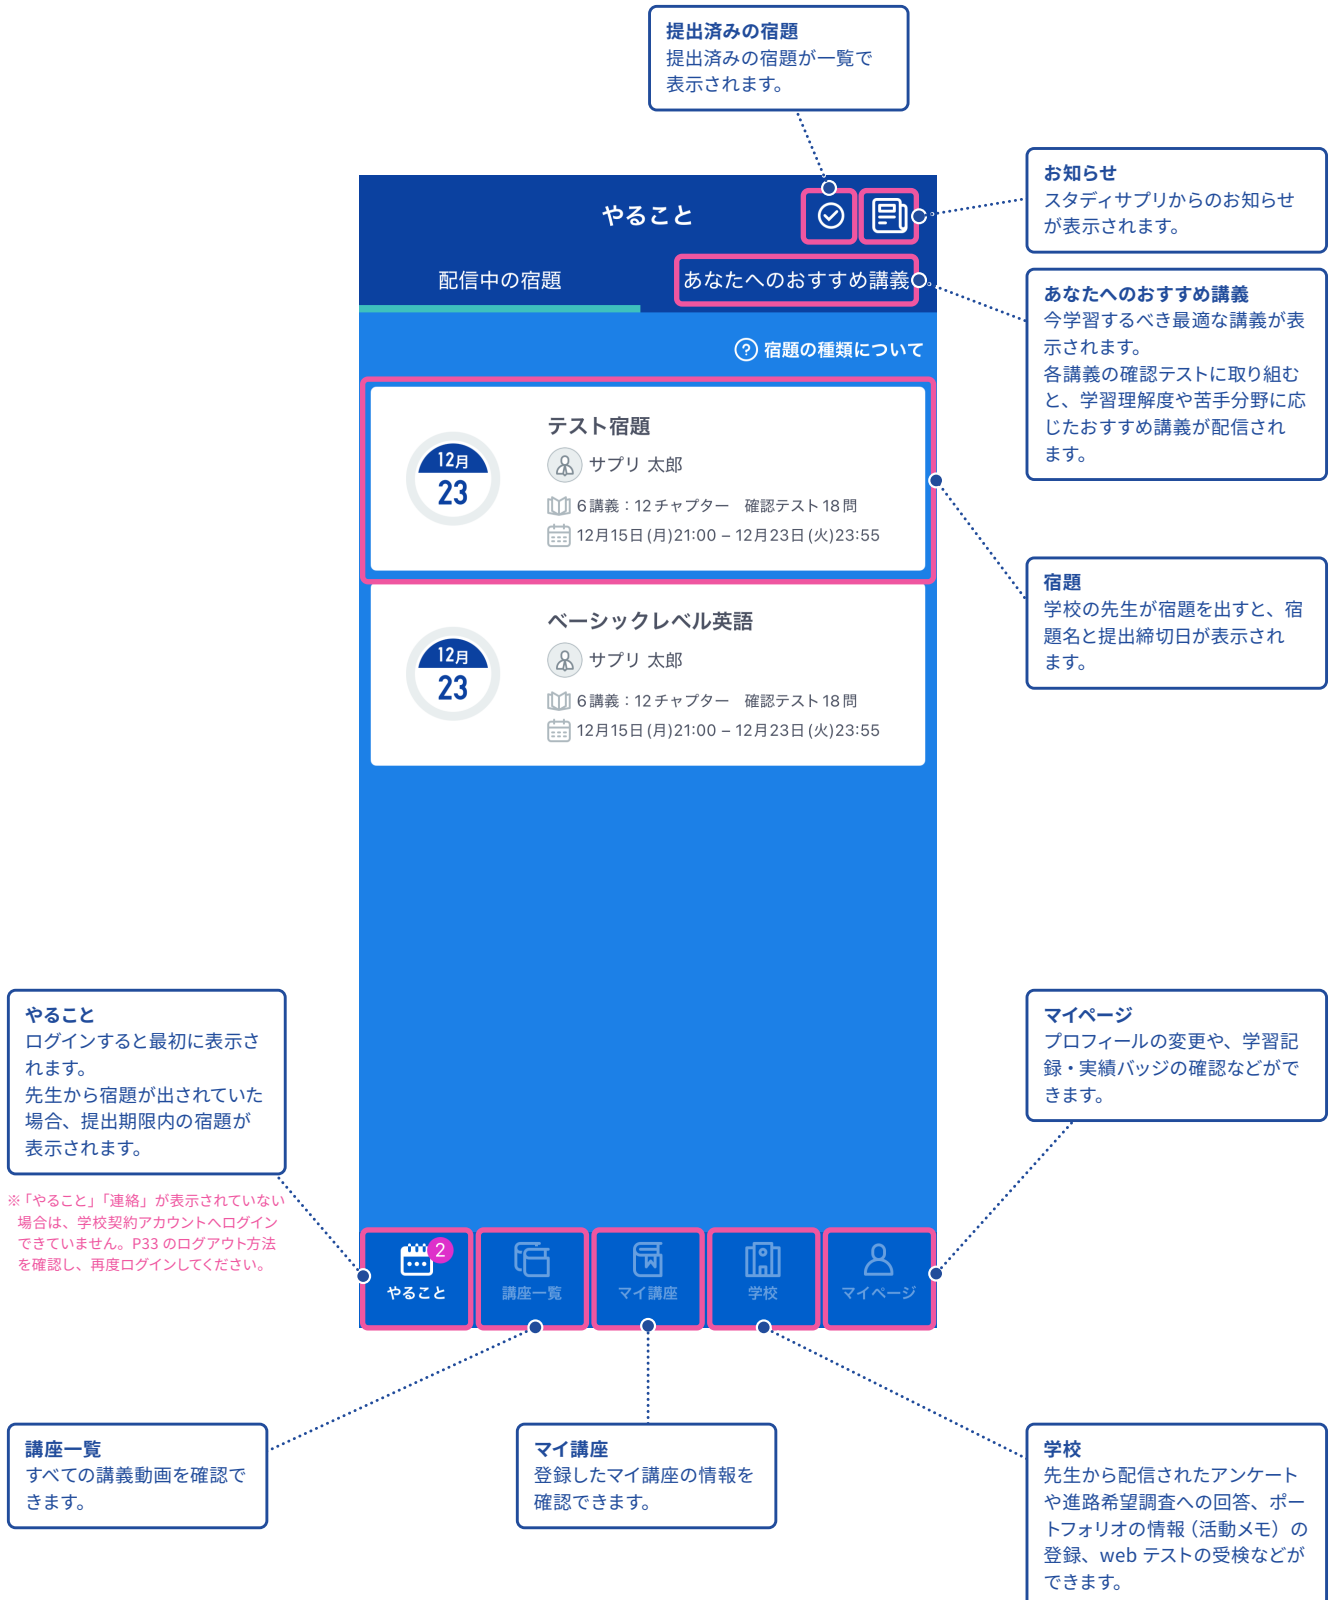 提出済みの宿題
提出済みの宿題が一覧で
表示されます。
お知らせ
スタディサプリからのお知らせ
が表示されます。
やること
配信中の宿題
あなたへのおすすめ講義
あなたへのおすすめ講義
今学習するべき最適な講義が表
示されます。
各講義の確認テストに取り組む
と、学習理解度や苦手分野に応
じたおすすめ講義が配信され
ます。
? 宿題の種類について
テスト宿題
12月
23
サプリ 太郎
6講義：12チャプター 確認テスト18問
12月15日(月)21:00 – 12月23日(火)23:55
宿題
学校の先生が宿題を出すと、宿
題名と提出締切日が表示され
ます。
ベーシックレベル英語
12月
23
サプリ 太郎
6講義：12チャプター 確認テスト18問
12月15日(月)21:00 – 12月23日(火)23:55
やること
ログインすると最初に表示さ
れます。
先生から宿題が出されていた
場合、提出期限内の宿題が
表示されます。
※「やること」「連絡」が表示されていない
場合は、学校契約アカウントへログイン
できていません。P33 のログアウト方法
を確認し、再度ログインしてください。
マイページ
プロフィールの変更や、学習記
録・実績バッジの確認などがで
きます。
2
やること
講座一覧
マイ講座
学校
マイページ
講座一覧
すべての講義動画を確認で
きます。
マイ講座
登録したマイ講座の情報を
確認できます。
学校
先生から配信されたアンケート
や進路希望調査への回答、ポー
トフォリオの情報（活動メモ）の
登録、web テストの受検などが
できます。